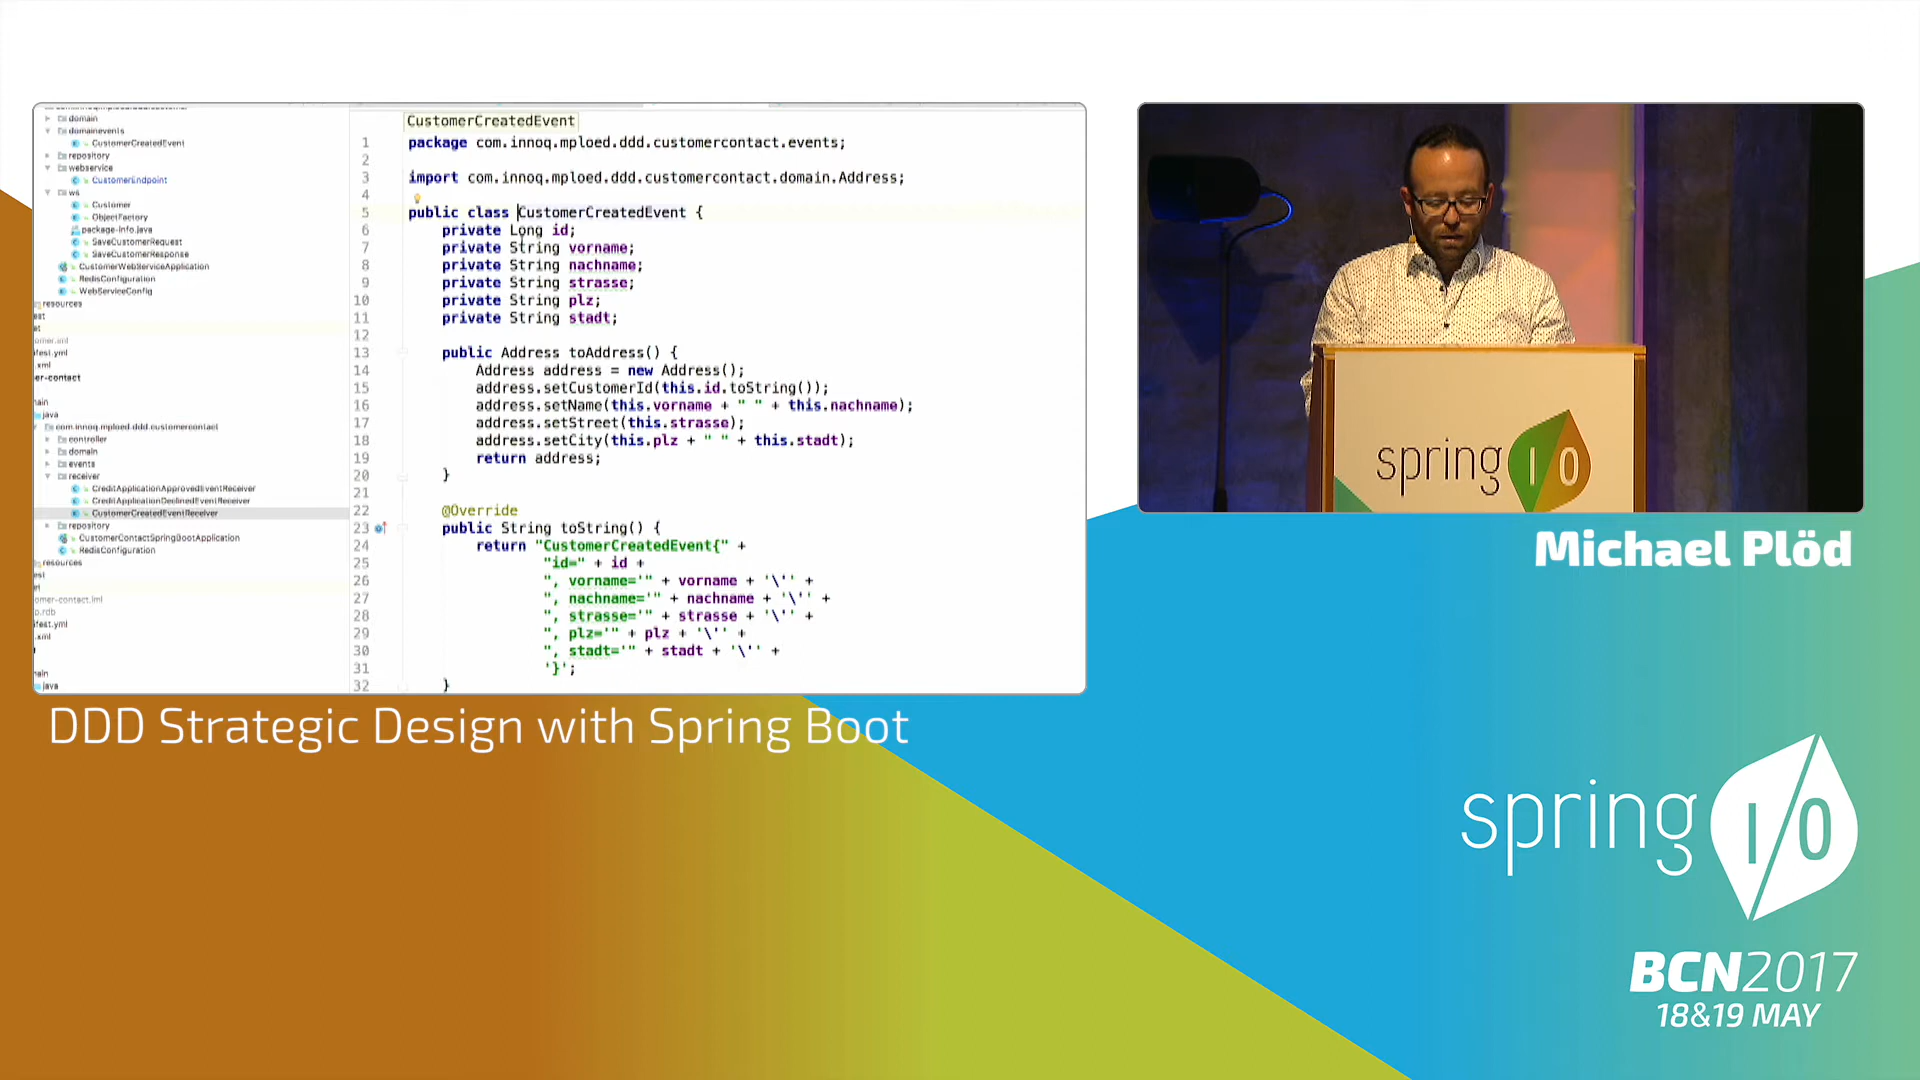 domain
domainevents
CustomerCreatedEvent
repository
webservice
CustomerEndpoint
ws
Customer
ObjectFactory
package-info.java
SaveCustomerRequest
SaveCustomerResponse
CustomerWebServiceApplication
RedisConfiguration
WebServiceConfig
resources
java
com.innoq.mploed.ddd.customercontact
controller
domain
events
receiver
CreditApplicationApprovedEventReceiver
CreditApplicationDeclinedEventReceiver
CustomerCreatedEventReceiver
repository
CustomerContactSpringBootApplication
RedisConfiguration
resources
java
CustomerCreatedEvent
1 package com.innoq.mploed.ddd.customercontact.events;
2
3 import com.innoq.mploed.ddd.customercontact.domain.Address;
4
5 public class CustomerCreatedEvent {
6 private Long id;
7 private String vorname;
8 private String nachname;
9 private String strasse;
10 private String plz;
11 private String stadt;
12
13 public Address toAddress() {
14 Address address = new Address();
15 address.setCustomerId(this.id.toString());
16 address.setName(this.vorname + " " + this.nachname);
17 address.setStreet(this.strasse);
18 address.setCity(this.plz + " " + this.stadt);
19 return address;
20 }
21
22 @Override
23 public String toString() {
24 return "CustomerCreatedEvent{" +
25 "id=" + id +
26 ", vorname='" + vorname + '\'' +
27 ", nachname='" + nachname + '\'' +
28 ", strasse='" + strasse + '\'' +
29 ", plz='" + plz + '\'' +
30 ", stadt='" + stadt + '\'' +
31 '}';
32 }
spring I/O
Michael Plöd
DDD Strategic Design with Spring Boot
spring I/O
BCN2017
18&19 MAY